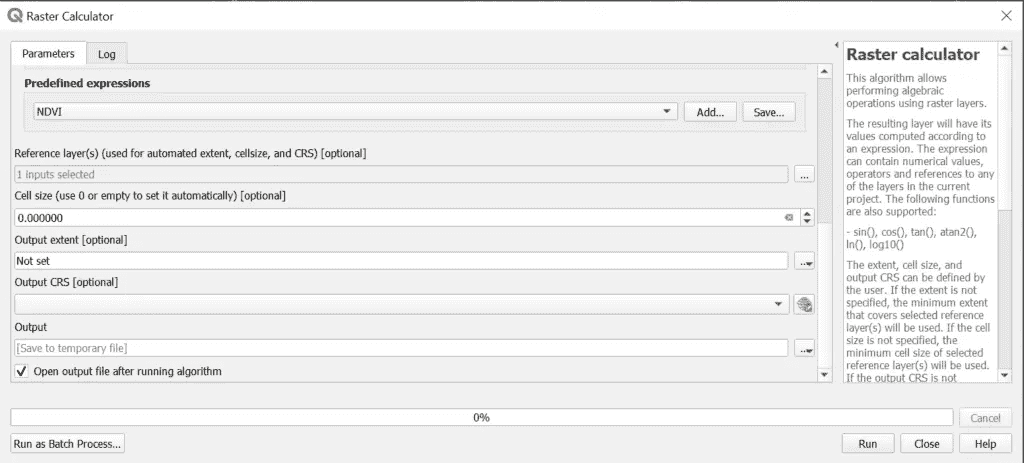 Raster Calculator
Parameters
Log
Predefined expressions
NDVI
Add...
Save...
Reference layer(s) (used for automated extent, cellsize, and CRS) [optional]
1 inputs selected
...
Cell size (use 0 or empty to set it automatically) [optional]
0.000000
Output extent [optional]
Not set
...
Output CRS [optional]
Output
[Save to temporary file]
...
Open output file after running algorithm
Raster calculator
This algorithm allows
performing algebraic
operations using raster layers.
The resulting layer will have its
values computed according to
an expression. The expression
can contain numerical values,
operators and references to any
of the layers in the current
project. The following functions
are also supported:
- sin(), cos(), tan(), atan2(),
ln(), log10()
The extent, cell size, and
output CRS can be defined by
the user. If the extent is not
specified, the minimum extent
that covers selected reference
layer(s) will be used. If the cell
size is not specified, the
minimum cell size of selected
reference layer(s) will be used.
If the output CRS is not
0%
Cancel
Run as Batch Process...
Run
Close
Help